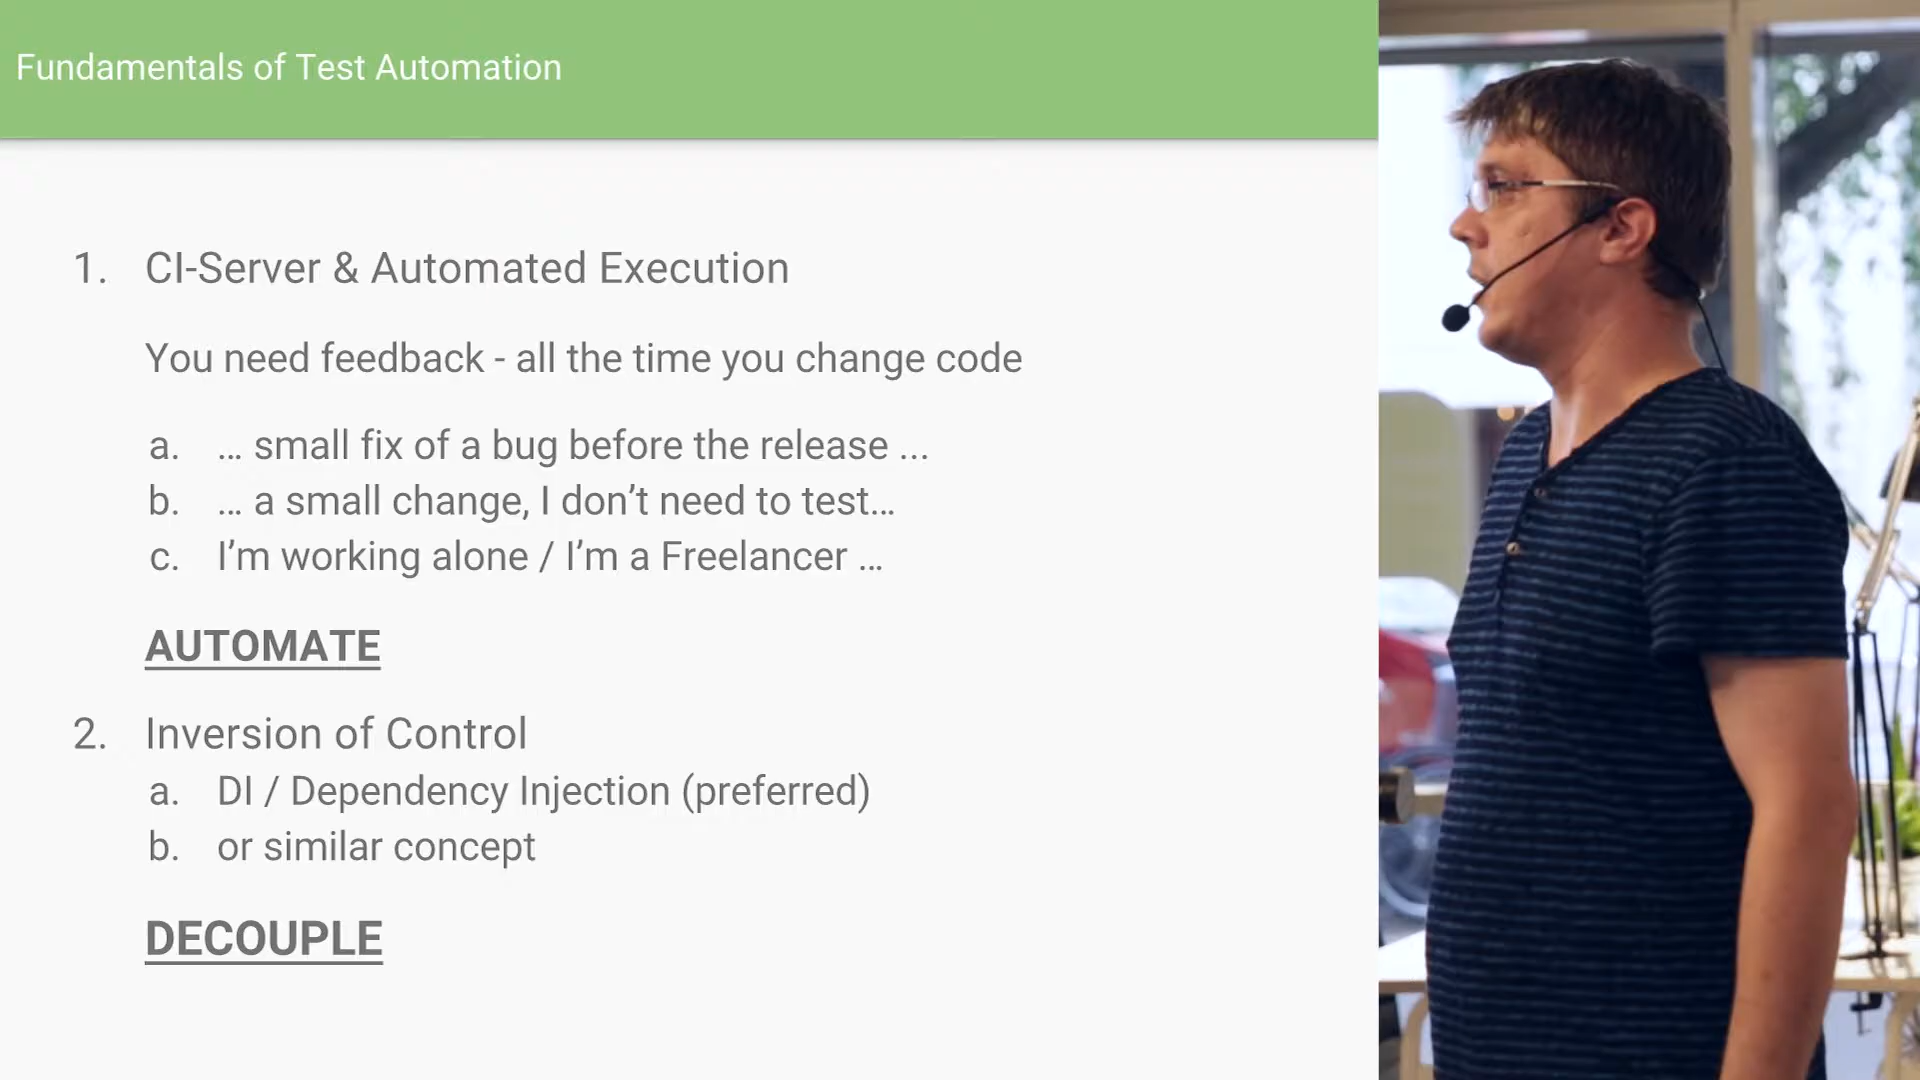 Fundamentals of Test Automation
1. CI-Server & Automated Execution
You need feedback - all the time you change code
a. … small fix of a bug before the release ...
b. … a small change, I don’t need to test…
c. I’m working alone / I’m a Freelancer …
AUTOMATE
2. Inversion of Control
a. DI / Dependency Injection (preferred)
b. or similar concept
DECOUPLE